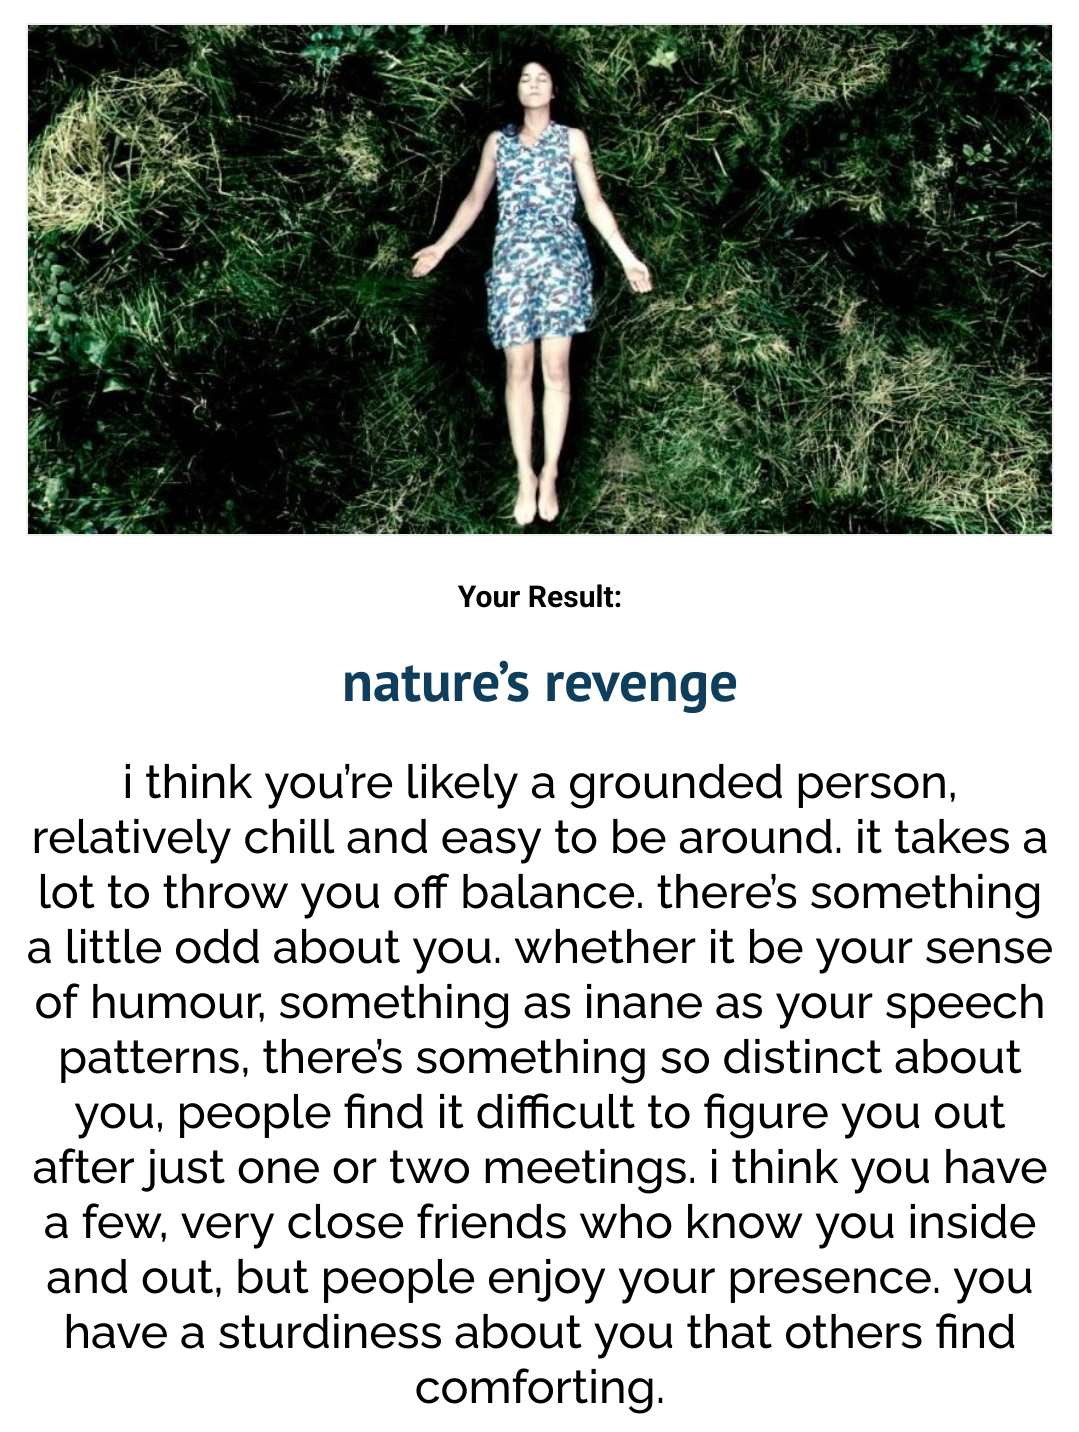 Your Result:
nature’s revenge
i think you’re likely a grounded person,
relatively chill and easy to be around. it takes a
lot to throw you off balance. there’s something
a little odd about you. whether it be your sense
of humour, something as inane as your speech
patterns, there’s something so distinct about
you, people find it difficult to figure you out
after just one or two meetings. i think you have
a few, very close friends who know you inside
and out, but people enjoy your presence. you
have a sturdiness about you that others find
comforting.